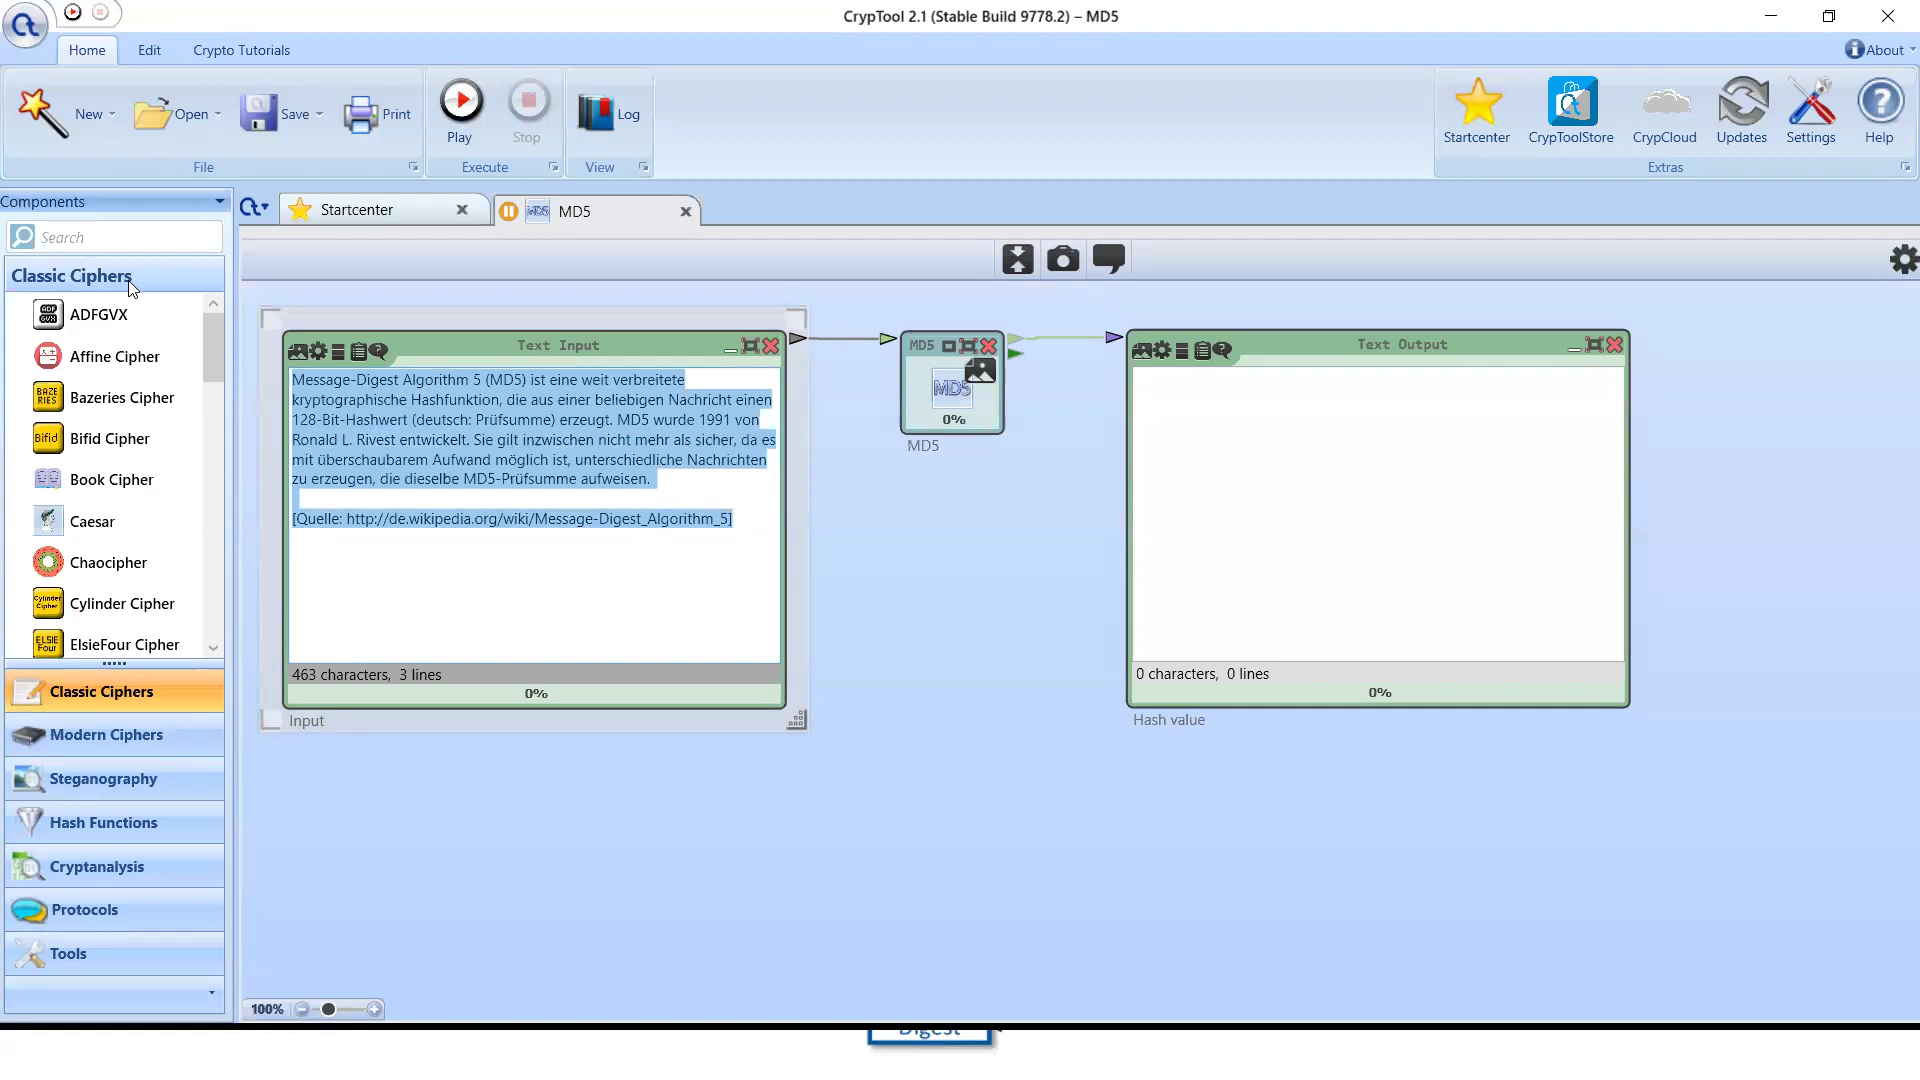 CrypTool 2.1 (Stable Build 9778.2) – MD5
Home Edit Crypto Tutorials
About
New Open Save Print
Play Stop
Log
Startcenter CrypToolStore CrypCloud Updates Settings Help
File Execute View Extras
Components
Startcenter
MD5
Search
Classic Ciphers
ADFGVX
Affine Cipher
Bazeries Cipher
Bifid Cipher
Book Cipher
Caesar
Chaocipher
Cylinder Cipher
ElsieFour Cipher
Classic Ciphers
Modern Ciphers
Steganography
Hash Functions
Cryptanalysis
Protocols
Tools
Text Input
Message-Digest Algorithm 5 (MD5) ist eine weit verbreitete
kryptographische Hashfunktion, die aus einer beliebigen Nachricht einen
128-Bit-Hashwert (deutsch: Prüfsumme) erzeugt. MD5 wurde 1991 von
Ronald L. Rivest entwickelt. Sie gilt inzwischen nicht mehr als sicher, da es
mit überschaubarem Aufwand möglich ist, unterschiedliche Nachrichten
zu erzeugen, die dieselbe MD5-Prüfsumme aufweisen.
[Quelle: http://de.wikipedia.org/wiki/Message-Digest_Algorithm_5]
463 characters, 3 lines
0%
Input
MD5
MD5
0%
MD5
Text Output
0 characters, 0 lines
0%
Hash value
100%
Digest